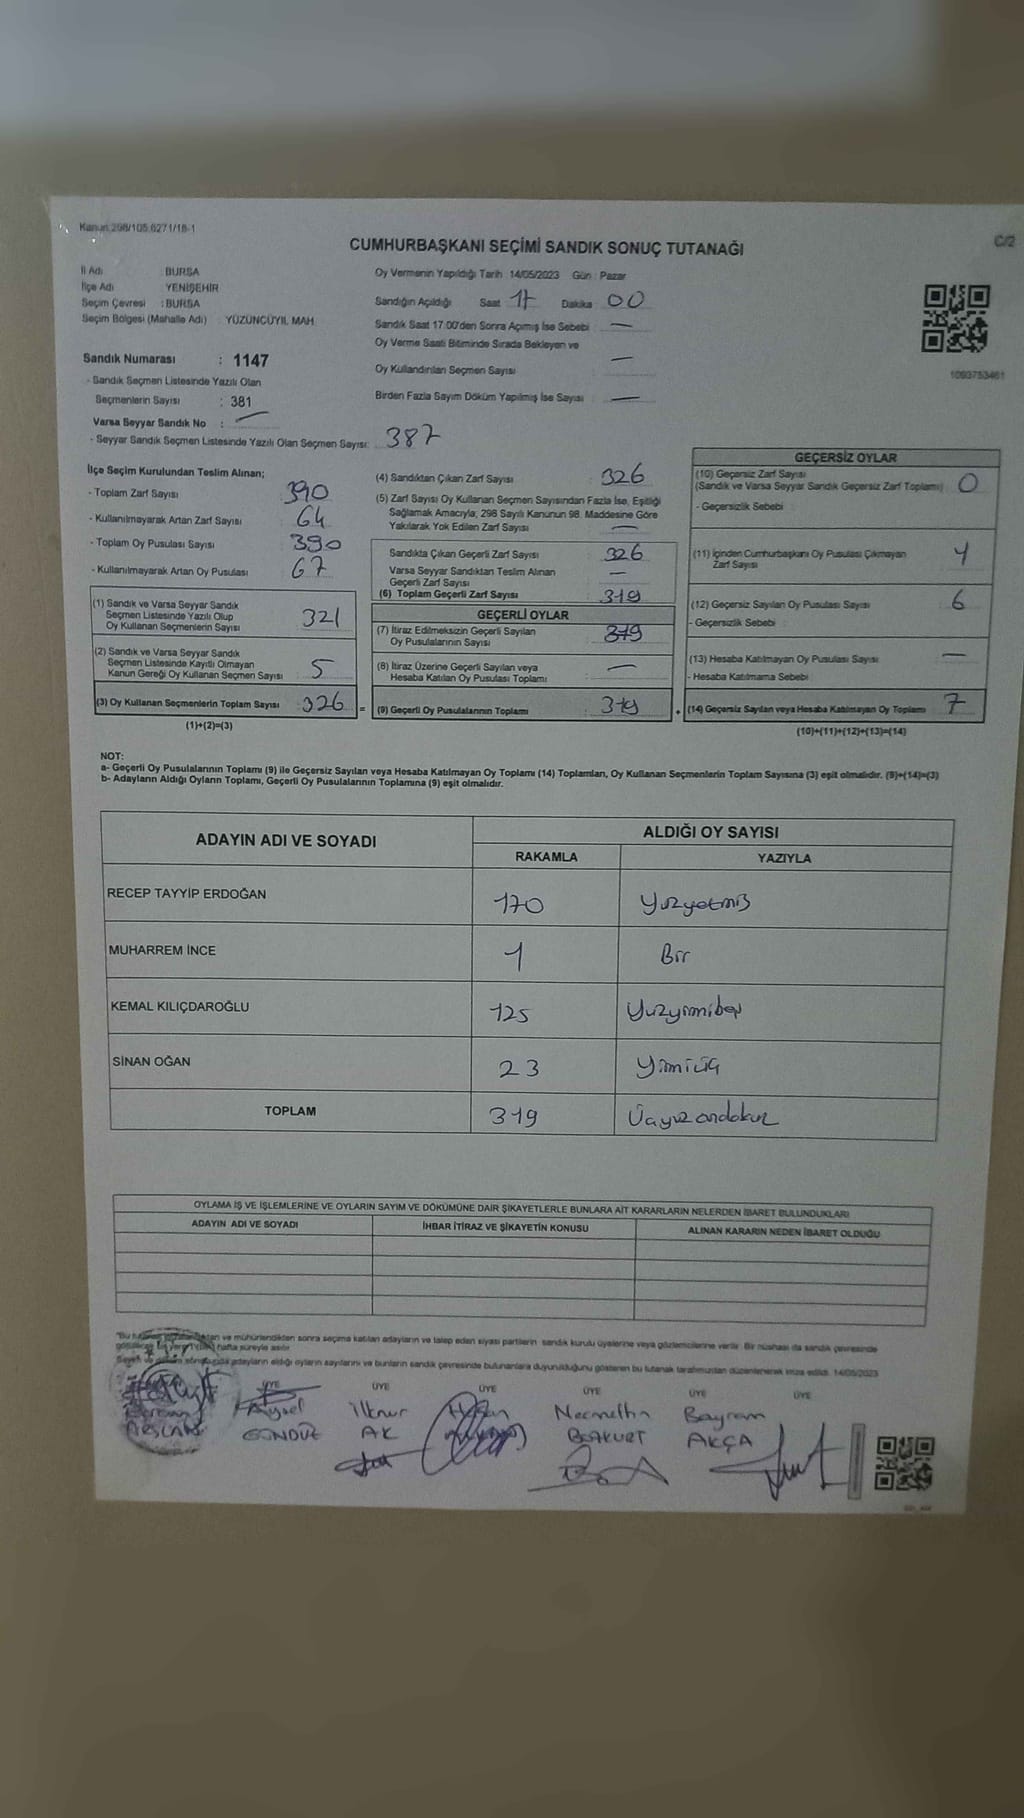 Kanun 298/105.6271/18-1
C/2
CUMHURBAŞKANI SEÇİMİ SANDIK SONUÇ TUTANAĞI
İl Adı : BURSA
İlçe Adı YENİŞEHİR
Seçim Çevresi : BURSA
Seçim Bölgesi (Mahalle Adı) YÜZÜNCÜYIL MAH.
Oy Vermenin Yapıldığı Tarih 14/05/2023 Gün : Pazar
Sandığın Açıldığı Saat 17 Dakika 00
Sandık Saat 17:00'den Sonra Açımış İse Sebebi : —
Oy Verme Saati Bitiminde Sırada Bekleyen ve
Oy Kullandırılan Seçmen Sayısı : —
Birden Fazla Sayım Döküm Yapılmış İse Sayısı : —
1093753461
Sandık Numarası : 1147
- Sandık Seçmen Listesinde Yazılı Olan
Seçmenlerin Sayısı : 381
Varsa Seyyar Sandık No : —
- Seyyar Sandık Seçmen Listesinde Yazılı Olan Seçmen Sayısı: 387
İlçe Seçim Kurulundan Teslim Alınan;
- Toplam Zarf Sayısı 390
- Kullanılmayarak Artan Zarf Sayısı 64
- Toplam Oy Pusulası Sayısı 390
- Kullanılmayarak Artan Oy Pusulası 67
(1) Sandık ve Varsa Seyyar Sandık
Seçmen Listesinde Yazılı Olup
Oy Kullanan Seçmenlerin Sayısı 321
(2) Sandık ve Varsa Seyyar Sandık
Seçmen Listesinde Kayıtlı Olmayan
Kanun Gereği Oy Kullanan Seçmen Sayısı 5
(3) Oy Kullanan Seçmenlerin Toplam Sayısı 326 =
(1)+(2)=(3)
(4) Sandıktan Çıkan Zarf Sayısı 326
(5) Zarf Sayısı Oy Kullanan Seçmen Sayısından Fazla İse, Eşitliği
Sağlamak Amacıyla; 298 Sayılı Kanunun 98. Maddesine Göre
Yakılarak Yok Edilen Zarf Sayısı —
Sandıkta Çıkan Geçerli Zarf Sayısı 326
Varsa Seyyar Sandıktan Teslim Alınan
Geçerli Zarf Sayısı —
(6) Toplam Geçerli Zarf Sayısı 319
GEÇERLİ OYLAR
(7) İtiraz Edilmeksizin Geçerli Sayılan
Oy Pusulalarının Sayısı 319
(8) İtiraz Üzerine Geçerli Sayılan veya
Hesaba Katılan Oy Pusulası Toplamı —
(9) Geçerli Oy Pusulalarının Toplamı 319
GEÇERSİZ OYLAR
(10) Geçersiz Zarf Sayısı
(Sandık ve Varsa Seyyar Sandık Geçersiz Zarf Toplamı) 0
- Geçersizlik Sebebi :
(11) İçinden Cumhurbaşkanı Oy Pusulası Çıkmayan
Zarf Sayısı 1
(12) Geçersiz Sayılan Oy Pusulası Sayısı 6
- Geçersizlik Sebebi :
(13) Hesaba Katılmayan Oy Pusulası Sayısı —
- Hesaba Katılmama Sebebi
(14) Geçersiz Sayılan veya Hesaba Katılmayan Oy Toplamı 7
(10)+(11)+(12)+(13)=(14)
NOT:
a- Geçerli Oy Pusulalarının Toplamı (9) ile Geçersiz Sayılan veya Hesaba Katılmayan Oy Toplamı (14) Toplamları, Oy Kullanan Seçmenlerin Toplam Sayısına (3) eşit olmalıdır. (9)+(14)=(3)
b- Adayların Aldığı Oyların Toplamı, Geçerli Oy Pusulalarının Toplamına (9) eşit olmalıdır.
ADAYIN ADI VE SOYADI
ALDIĞI OY SAYISI
RAKAMLA YAZIYLA
RECEP TAYYİP ERDOĞAN 170 Yüzyetmiş
MUHARREM İNCE 1 Bir
KEMAL KILIÇDAROĞLU 125 Yüzyirmibeş
SİNAN OĞAN 23 Yirmiüç
TOPLAM 319 Üçyüzondokuz
OYLAMA İŞ VE İŞLEMLERİNE VE OYLARIN SAYIM VE DÖKÜMÜNE DAİR ŞİKAYETLERLE BUNLARA AİT KARARLARIN NELERDEN İBARET BULUNDUKLARI
ADAYIN ADI VE SOYADI İHBAR İTİRAZ VE ŞİKAYETİN KONUSU ALINAN KARARIN NEDEN İBARET OLDUĞU
ve mühürlendikten sonra seçime katılan adayların ve talep eden siyasi partilerin sandık kurulu üyelerine veya gözlemcilerine verilir. Bir nüshası da sandık çevresinde
hafta süreyle asılır.
adayların aldığı oyların sayılarını ve bunların sandık çevresinde bulunanlara duyurulduğunu gösteren bu tutanak tarafımızdan düzenlenerek imza edildi. 14/05/2023
ÜYE ÜYE ÜYE ÜYE ÜYE ÜYE
Aysel İlknur Necmettin Bayram
ARSLAN GÜNDÜZ AK BOZKURT AKÇA